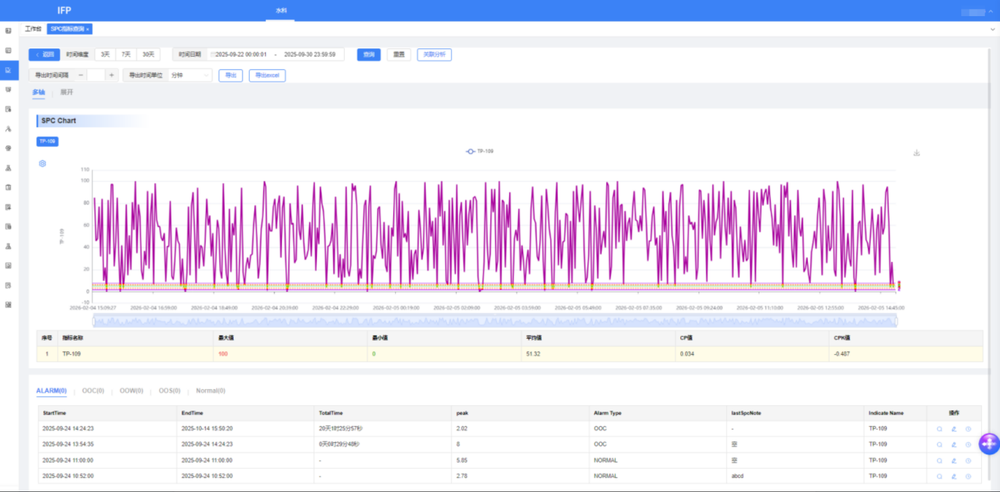 IFP 水科
工作台 SPC指标查询 ×
‹ 返回 时间维度 3天 7天 30天 时间日期 2025-09-22 00:00:01 - 2025-09-30 23:59:59 查询 重置 关联分析
导出时间间隔 − + 导出时间单位 分钟 导出 导出excel
多轴 展开
SPC Chart
TP-109
TP-109
110
100
80
60
40
20
0
-10
TP-109
2026-02-04 15:09:27 2026-02-04 16:59:00 2026-02-04 18:49:00 2026-02-04 20:39:00 2026-02-04 22:29:00 2026-02-05 00:19:00 2026-02-05 02:09:00 2026-02-05 03:59:00 2026-02-05 05:49:00 2026-02-05 07:35:00 2026-02-05 09:24:00 2026-02-05 11:10:00 2026-02-05 12:55:00 2026-02-05 14:45:00
序号 指标名称 最大值 最小值 平均值 CP值 CPK值
1 TP-109 100 0 51.32 0.034 -0.487
ALARM(0) OOC(0) OOW(0) OOS(0) Normal(0)
StartTime EndTime TotalTime peak Alarm Type lastSpcNote Indicate Name 操作
2025-09-24 14:24:23 2025-10-14 15:50:20 20天1时25分57秒 2.02 OOC - TP-109
2025-09-24 13:54:35 2025-09-24 14:24:23 0天0时29分48秒 8 OOC 空 TP-109
2025-09-24 11:00:00 2025-09-24 11:00:00 - 5.85 NORMAL 空 TP-109
2025-09-24 10:52:00 2025-09-24 10:52:00 - 2.78 NORMAL abcd TP-109